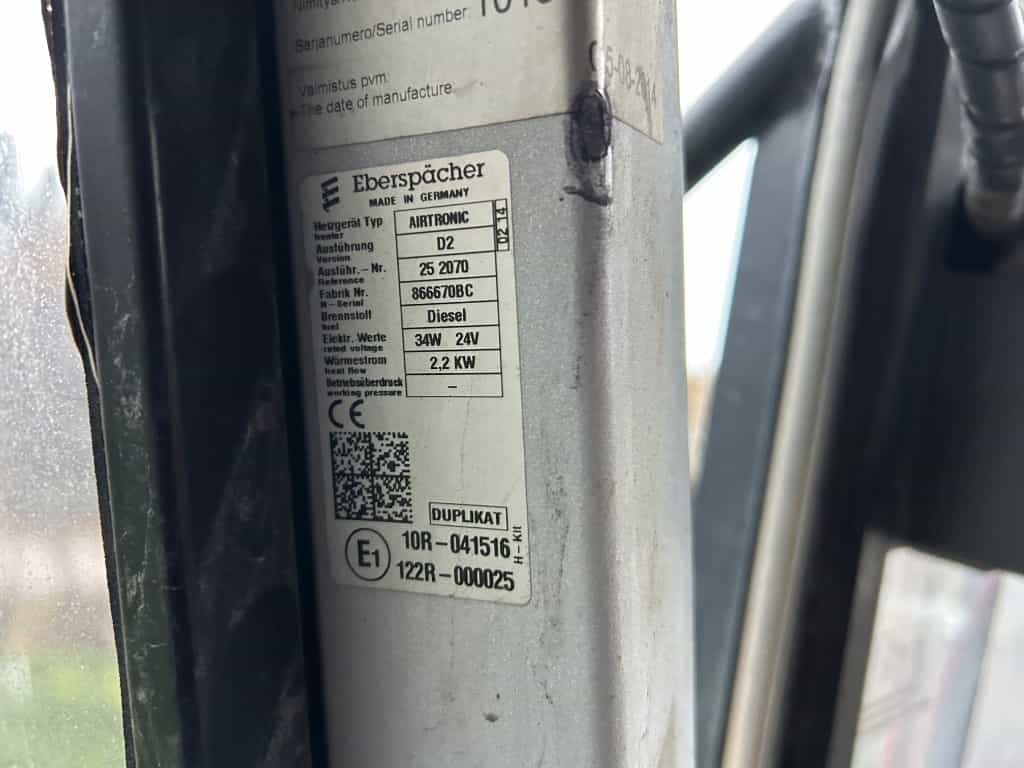 Sarjanumero/Serial number:
Valmistus pvm:
The date of manufacture:
05-08-2014
Eberspächer
MADE IN GERMANY
Heizgerät Typ AIRTRONIC 02 14
heater
Ausführung D2
Version
Ausführ.-Nr. 25 2070
Reference
Fabrik Nr. 866670BC
N-Serial
Brennstoff Diesel
fuel
Elektr. Werte 34W 24V
rated voltage
Wärmestrom 2,2 KW
heat flow
Betriebsüberdruck –
working pressure
CE
DUPLIKAT
E1 10R-041516
122R-000025
H-Kit